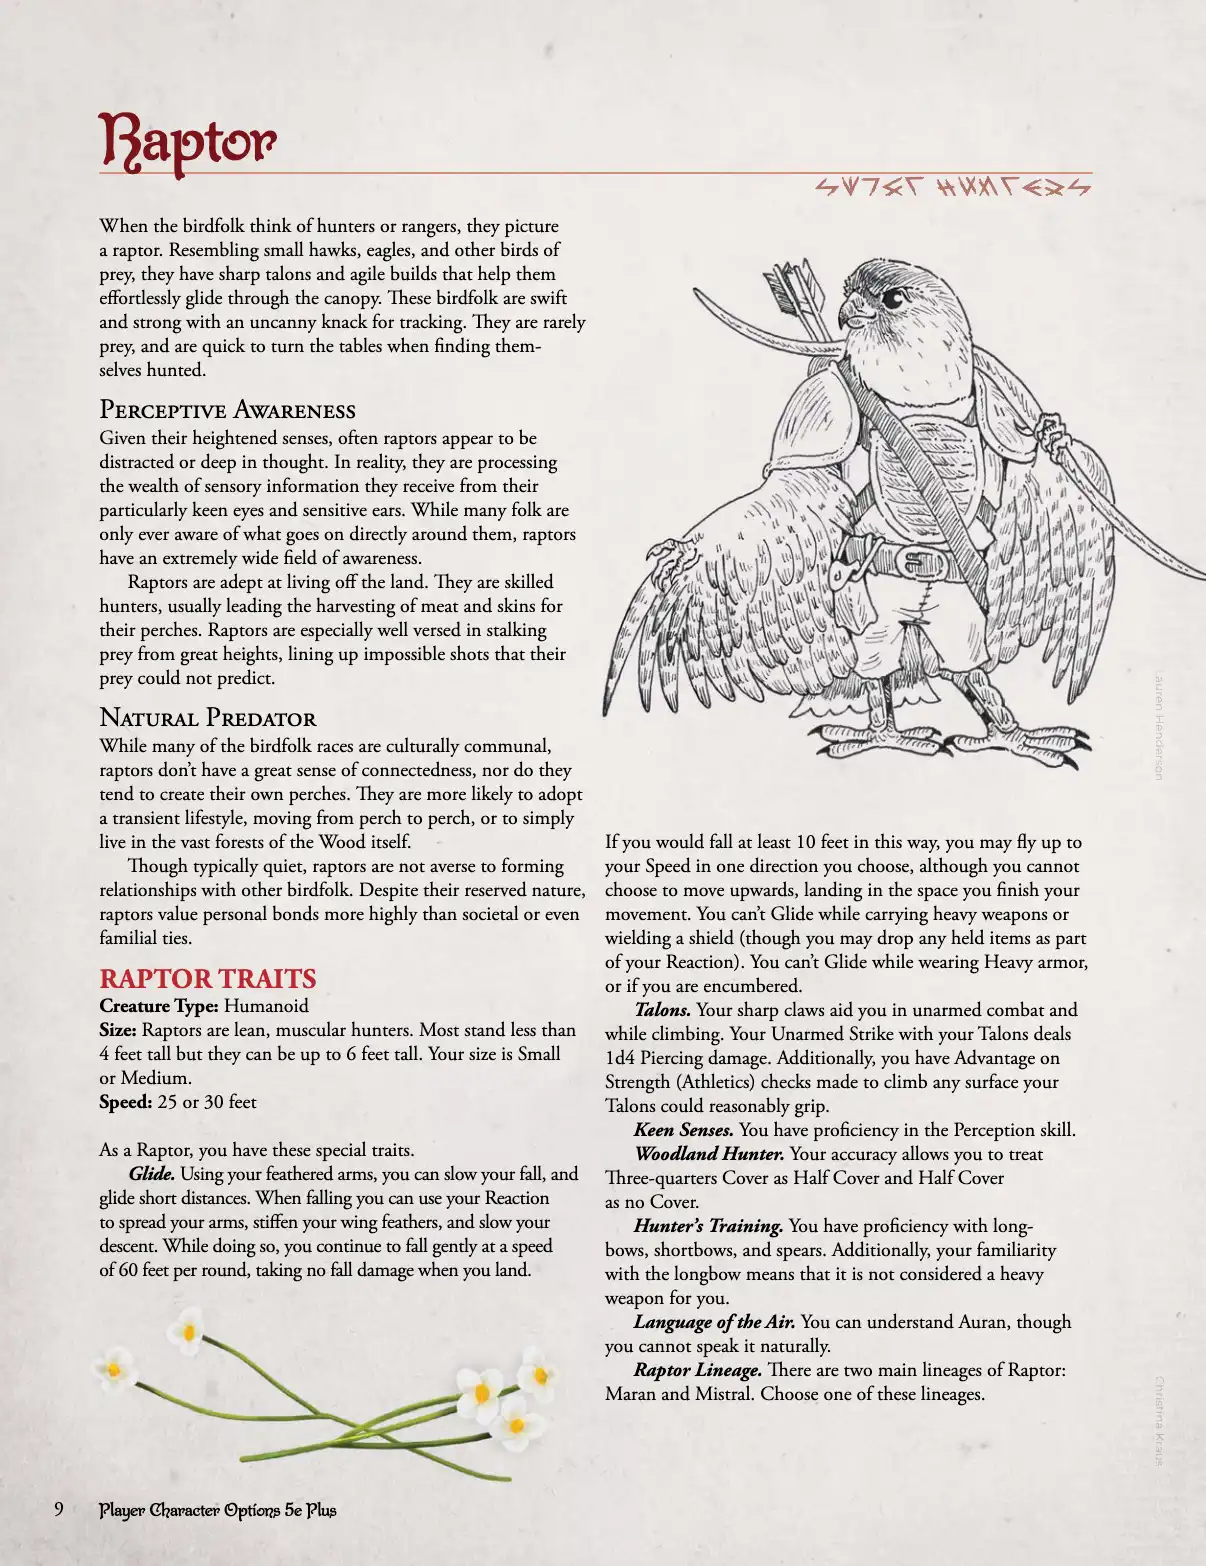 Raptor
When the birdfolk think of hunters or rangers, they picture
a raptor. Resembling small hawks, eagles, and other birds of
prey, they have sharp talons and agile builds that help them
effortlessly glide through the canopy. These birdfolk are swift
and strong with an uncanny knack for tracking. They are rarely
prey, and are quick to turn the tables when finding them-
selves hunted.
Perceptive Awareness
Given their heightened senses, often raptors appear to be
distracted or deep in thought. In reality, they are processing
the wealth of sensory information they receive from their
particularly keen eyes and sensitive ears. While many folk are
only ever aware of what goes on directly around them, raptors
have an extremely wide field of awareness.
Raptors are adept at living off the land. They are skilled
hunters, usually leading the harvesting of meat and skins for
their perches. Raptors are especially well versed in stalking
prey from great heights, lining up impossible shots that their
prey could not predict.
Natural Predator
While many of the birdfolk races are culturally communal,
raptors don't have a great sense of connectedness, nor do they
tend to create their own perches. They are more likely to adopt
a transient lifestyle, moving from perch to perch, or to simply
live in the vast forests of the Wood itself.
Though typically quiet, raptors are not averse to forming
relationships with other birdfolk. Despite their reserved nature,
raptors value personal bonds more highly than societal or even
familial ties.
RAPTOR TRAITS
Creature Type: Humanoid
Size: Raptors are lean, muscular hunters. Most stand less than
4 feet tall but they can be up to 6 feet tall. Your size is Small
or Medium.
Speed: 25 or 30 feet
As a Raptor, you have these special traits.
Glide. Using your feathered arms, you can slow your fall, and
glide short distances. When falling you can use your Reaction
to spread your arms, stiffen your wing feathers, and slow your
descent. While doing so, you continue to fall gently at a speed
of 60 feet per round, taking no fall damage when you land.
If you would fall at least 10 feet in this way, you may fly up to
your Speed in one direction you choose, although you cannot
choose to move upwards, landing in the space you finish your
movement. You can't Glide while carrying heavy weapons or
wielding a shield (though you may drop any held items as part
of your Reaction). You can't Glide while wearing Heavy armor,
or if you are encumbered.
Talons. Your sharp claws aid you in unarmed combat and
while climbing. Your Unarmed Strike with your Talons deals
1d4 Piercing damage. Additionally, you have Advantage on
Strength (Athletics) checks made to climb any surface your
Talons could reasonably grip.
Keen Senses. You have proficiency in the Perception skill.
Woodland Hunter. Your accuracy allows you to treat
Three-quarters Cover as Half Cover and Half Cover
as no Cover.
Hunter's Training. You have proficiency with long-
bows, shortbows, and spears. Additionally, your familiarity
with the longbow means that it is not considered a heavy
weapon for you.
Language of the Air. You can understand Auran, though
you cannot speak it naturally.
Raptor Lineage. There are two main lineages of Raptor:
Maran and Mistral. Choose one of these lineages.
Lauren Henderson
Christina Kraus
9 Player Character Options 5e Plus